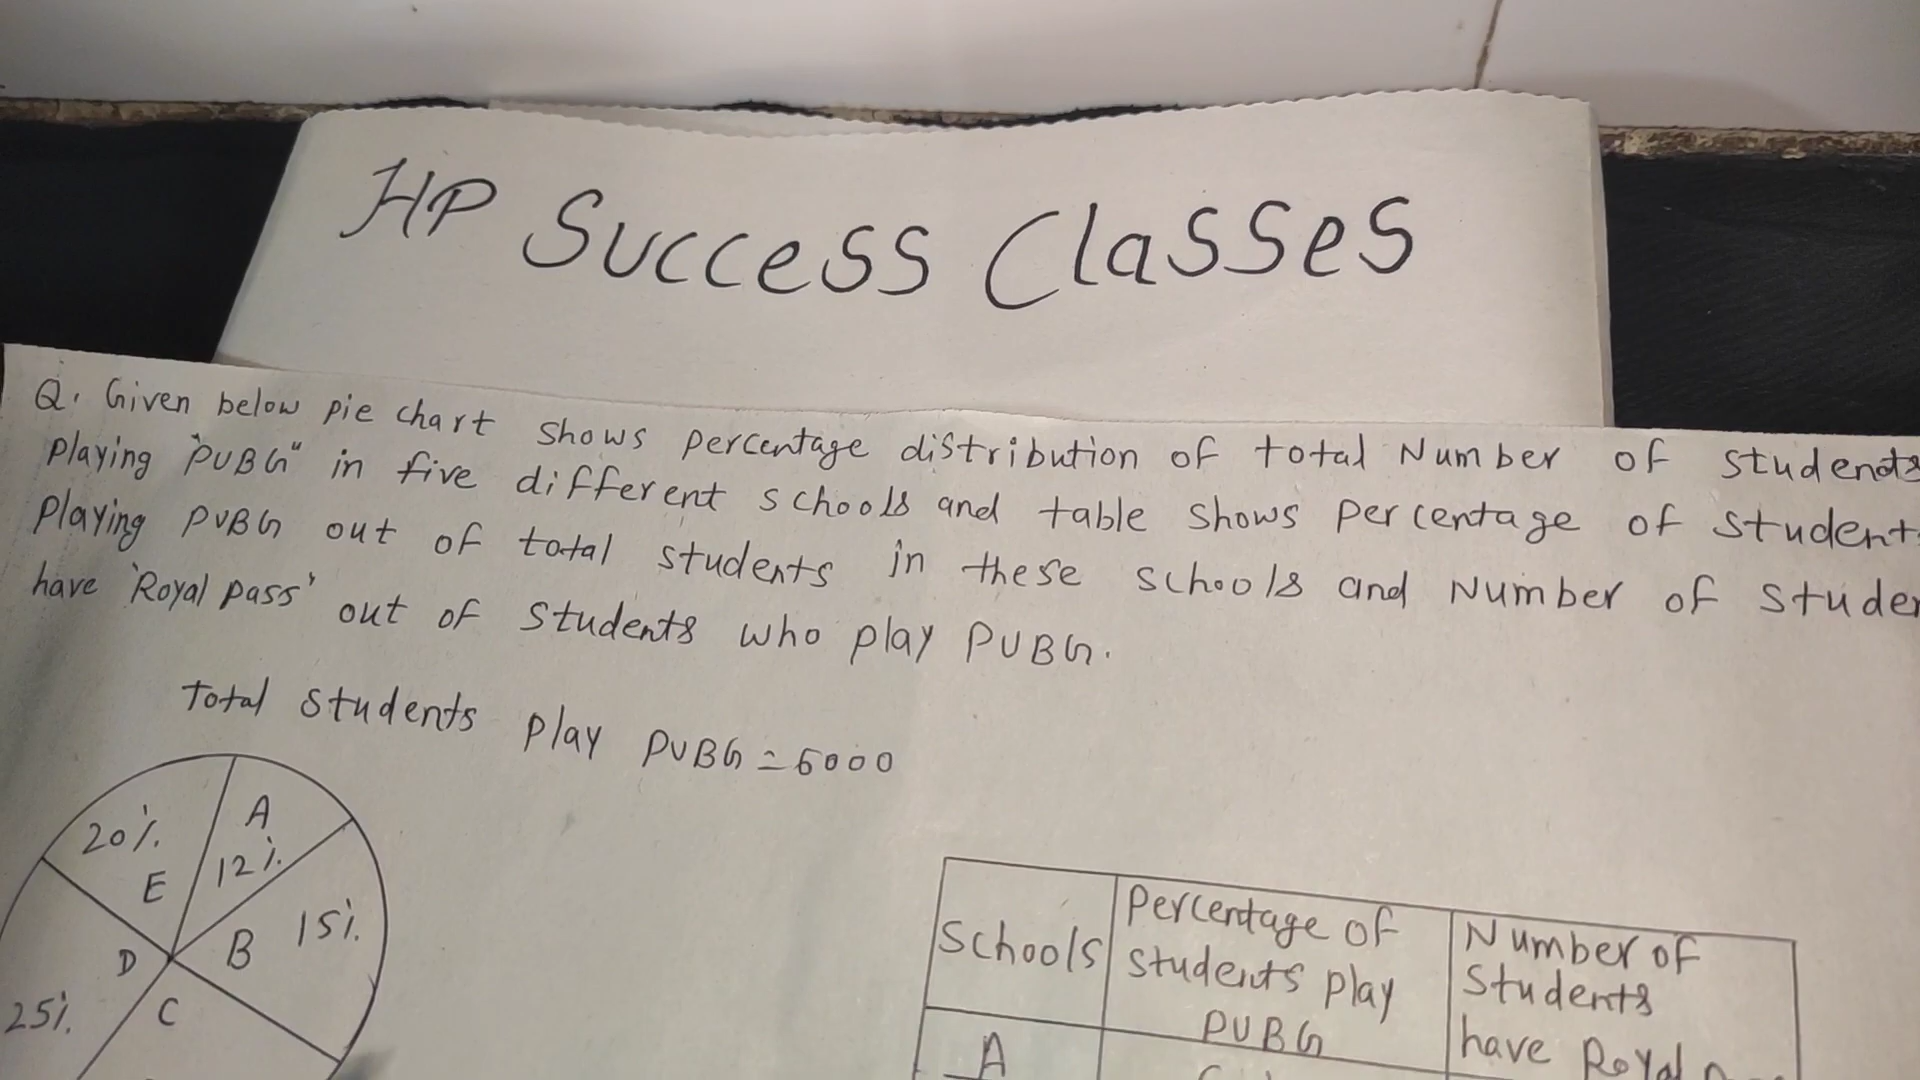 HP Success Classes
Q. Given below pie chart shows percentage distribution of total Number of students
playing "PUBG" in five different schools and table shows percentage of student
playing PUBG out of total students in these schools and Number of
have 'Royal pass' out of students who play PUBG.
Total students play PUBG = 6000
20%
E
A
12%
B
15%
D
25%
C
Schools
Percentage of
students play
PUBG
Number of
students
have Royal
A